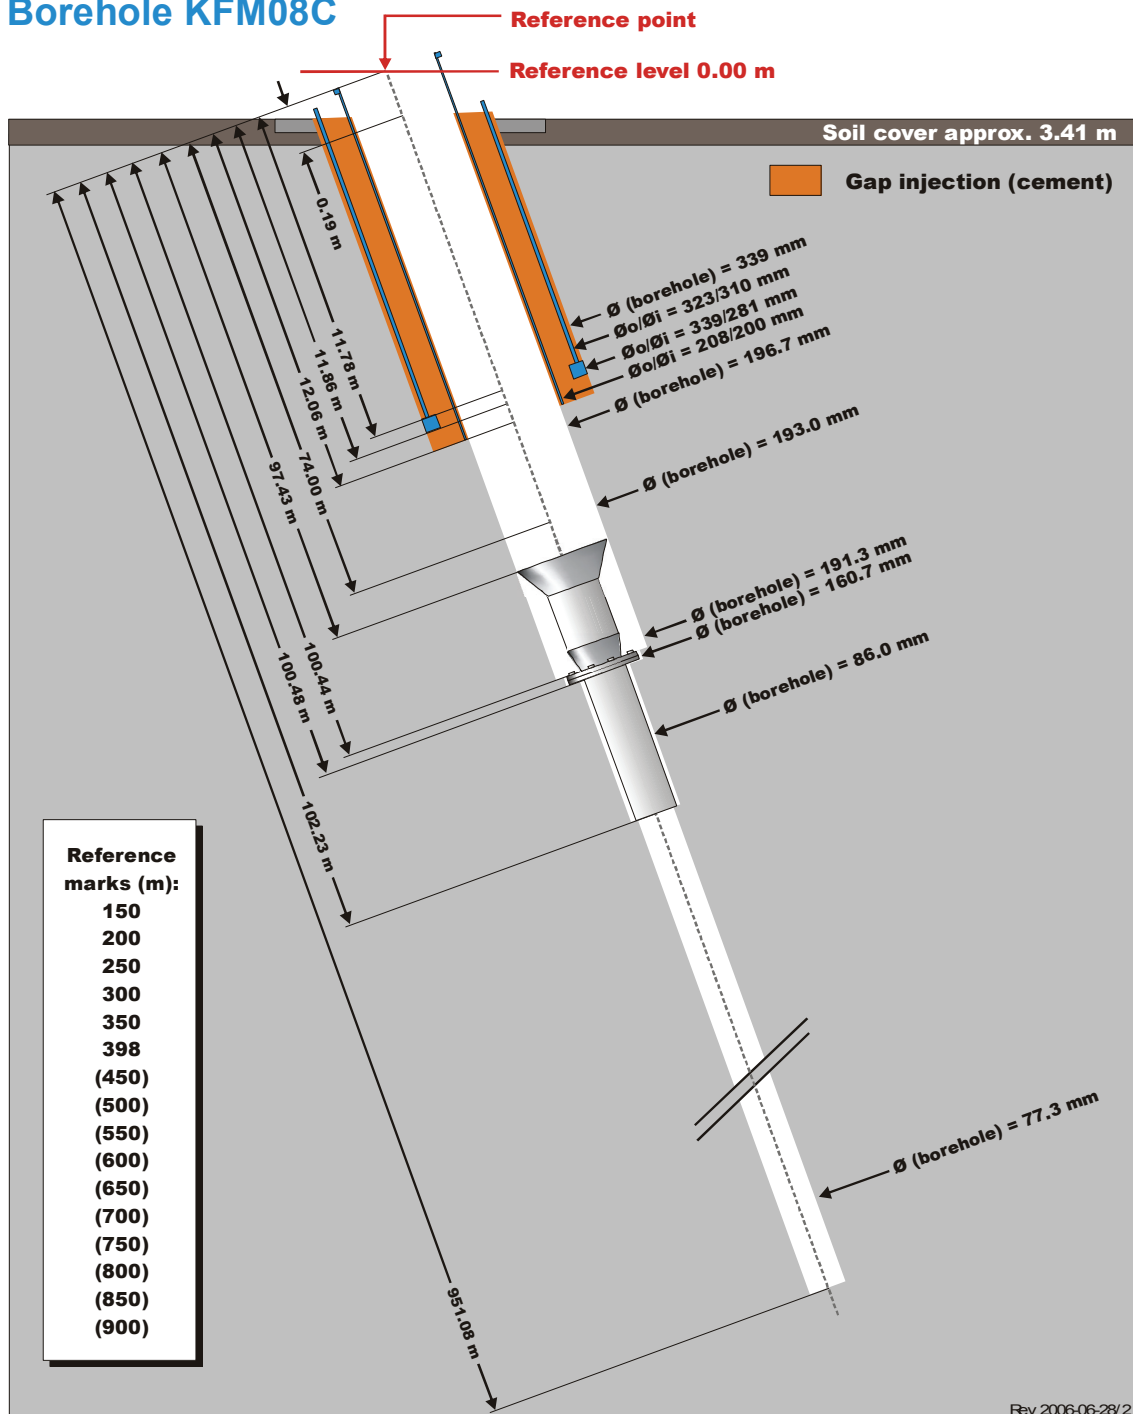 Borehole KFM08C
Reference point
Reference level 0.00 m
Soil cover approx. 3.41 m
Gap injection (cement)
0.19 m
11.78 m
11.86 m
12.06 m
74.00 m
97.43 m
100.44 m
100.48 m
102.23 m
951.08 m
Ø (borehole) = 339 mm
Øo/Øi = 323/310 mm
Øo/Øi = 339/281 mm
Øo/Øi = 208/200 mm
Ø (borehole) = 196.7 mm
Ø (borehole) = 193.0 mm
Ø (borehole) = 191.3 mm
Ø (borehole) = 160.7 mm
Ø (borehole) = 86.0 mm
Ø (borehole) = 77.3 mm
Reference
marks (m):
150
200
250
300
350
398
(450)
(500)
(550)
(600)
(650)
(700)
(750)
(800)
(850)
(900)
Rev 2006-06-28/2